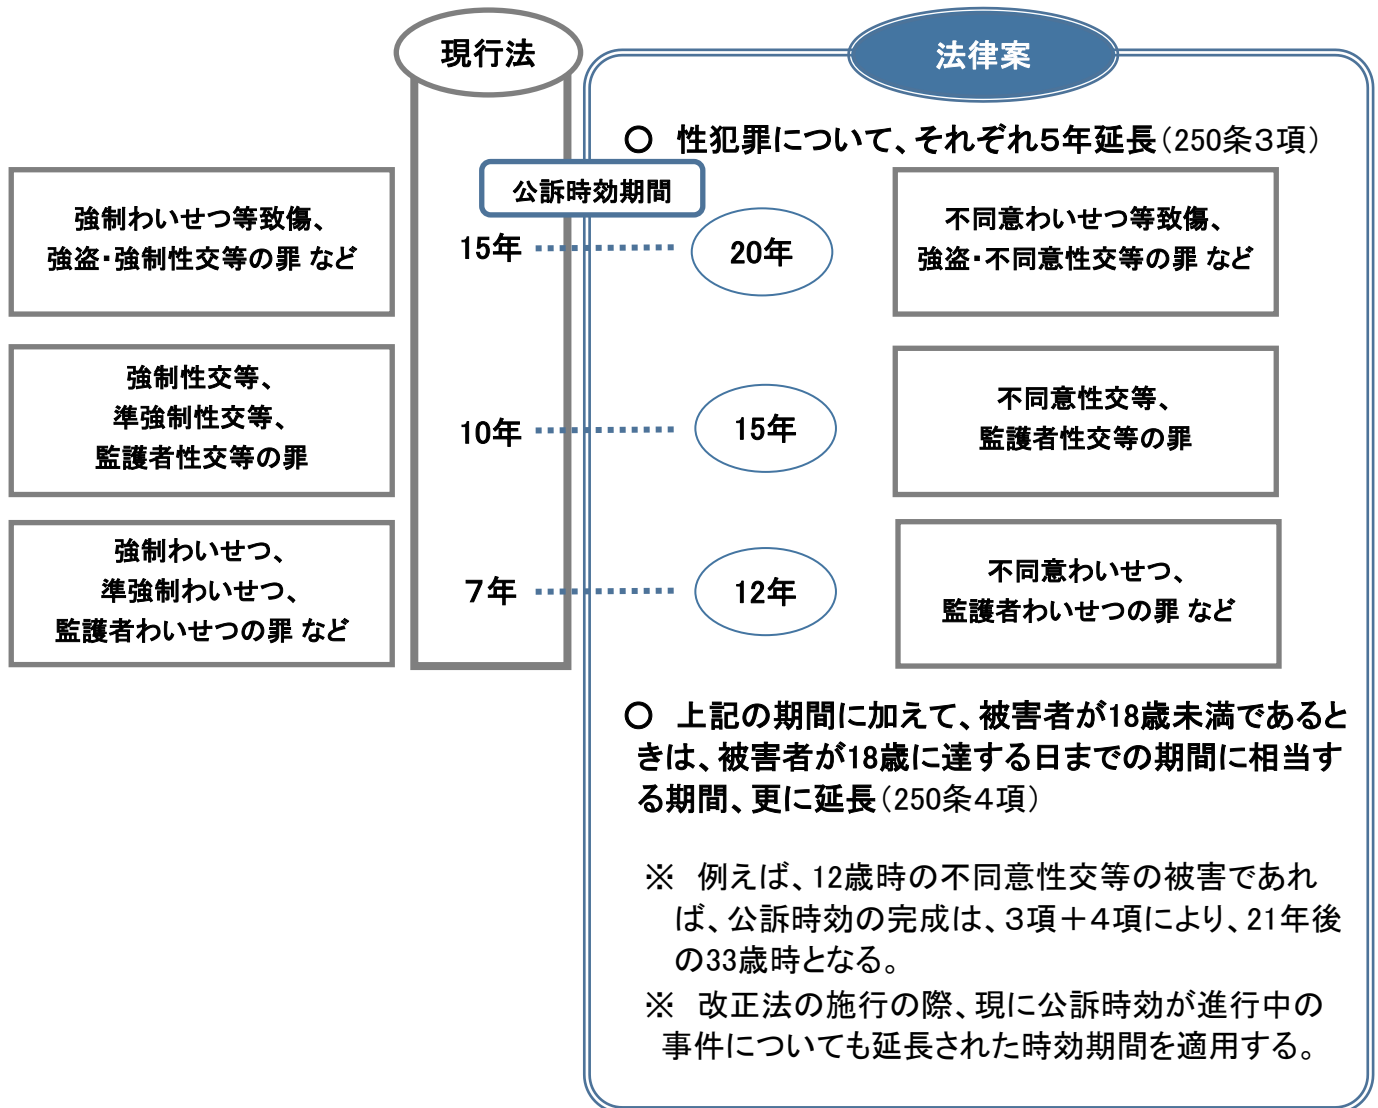 現行法
法律案
○ 性犯罪について、それぞれ5年延長（250条3項）
公訴時効期間
強制わいせつ等致傷、
強盗・強制性交等の罪 など
15年
20年
不同意わいせつ等致傷、
強盗・不同意性交等の罪 など
強制性交等、
準強制性交等、
監護者性交等の罪
10年
15年
不同意性交等、
監護者性交等の罪
強制わいせつ、
準強制わいせつ、
監護者わいせつの罪 など
7年
12年
不同意わいせつ、
監護者わいせつの罪 など
○ 上記の期間に加えて、被害者が18歳未満であると
きは、被害者が18歳に達する日までの期間に相当す
る期間、更に延長（250条4項）
※ 例えば、12歳時の不同意性交等の被害であれ
ば、公訴時効の完成は、3項＋4項により、21年後
の33歳時となる。
※ 改正法の施行の際、現に公訴時効が進行中の
事件についても延長された時効期間を適用する。